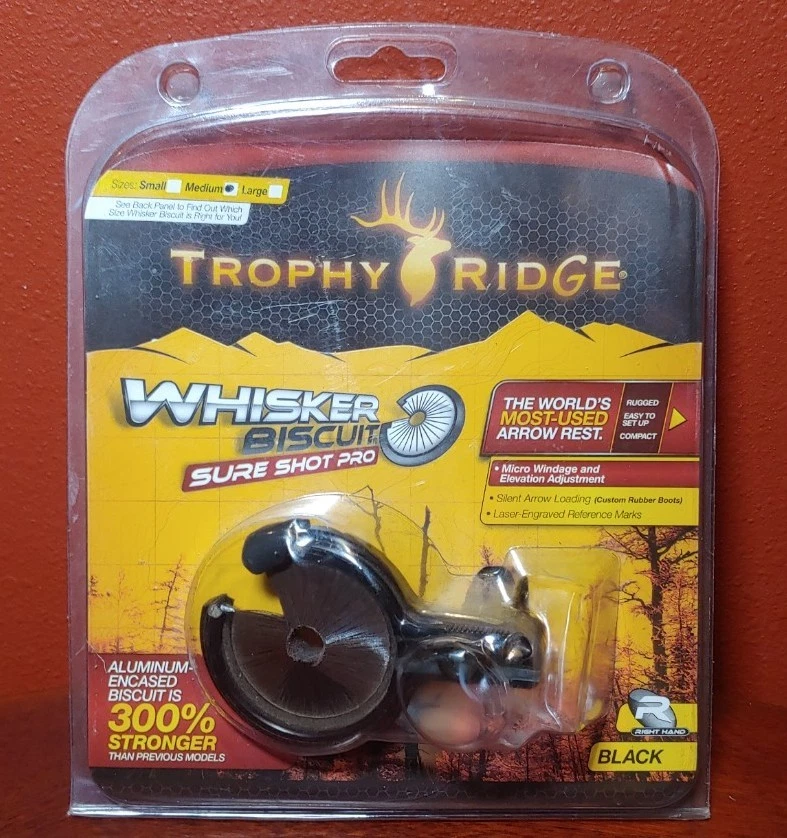 Sizes: Small Medium Large
See Back Panel to Find Out Which
Size Whisker Biscuit is Right for You!
TROPHY RIDGE®
WHISKER
BISCUIT
SURE SHOT PRO
THE WORLD'S
MOST-USED
ARROW REST.
RUGGED
EASY TO
SET UP
COMPACT
• Micro Windage and
Elevation Adjustment
• Silent Arrow Loading (Custom Rubber Boots)
• Laser-Engraved Reference Marks
ALUMINUM-
ENCASED
BISCUIT IS
300%
STRONGER
THAN PREVIOUS MODELS
R
RIGHT HAND
BLACK